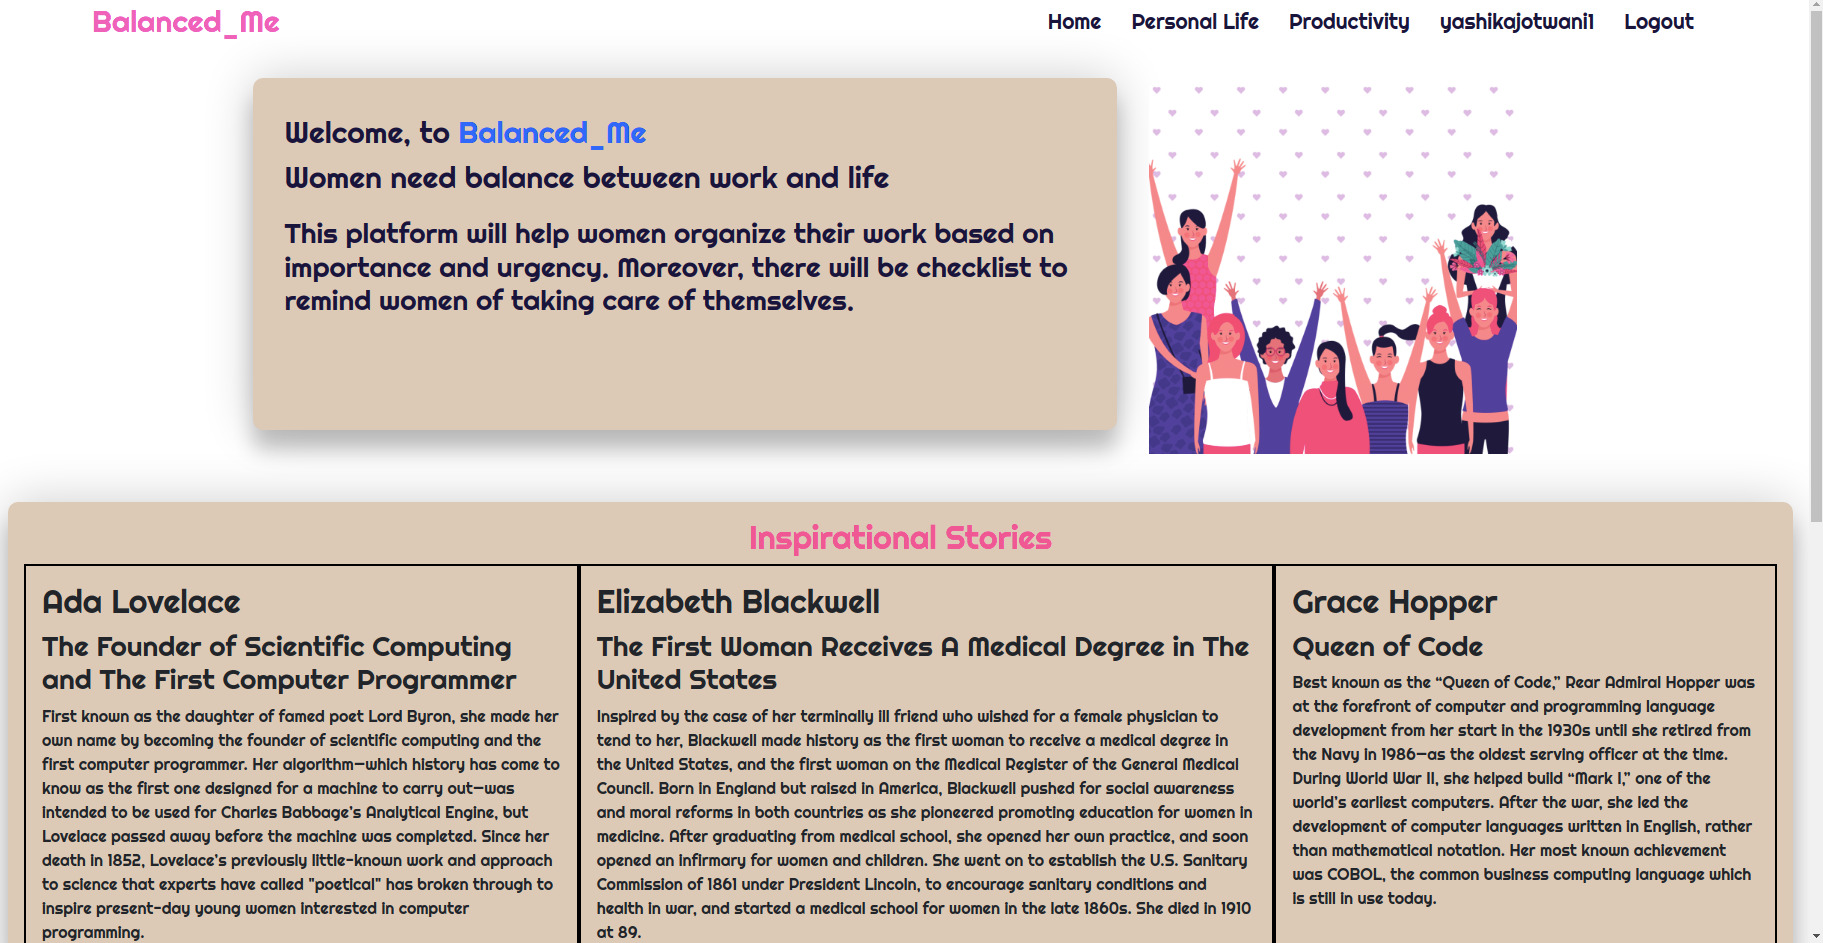 Balanced_Me
Home Personal Life Productivity yashikajotwani1 Logout
Welcome, to Balanced_Me
Women need balance between work and life
This platform will help women organize their work based on
importance and urgency. Moreover, there will be checklist to
remind women of taking care of themselves.
Inspirational Stories
Ada Lovelace
The Founder of Scientific Computing
and The First Computer Programmer
First known as the daughter of famed poet Lord Byron, she made her
own name by becoming the founder of scientific computing and the
first computer programmer. Her algorithm—which history has come to
know as the first one designed for a machine to carry out—was
intended to be used for Charles Babbage's Analytical Engine, but
Lovelace passed away before the machine was completed. Since her
death in 1852, Lovelace's previously little-known work and approach
to science that experts have called "poetical" has broken through to
inspire present-day young women interested in computer
programming.
Elizabeth Blackwell
The First Woman Receives A Medical Degree in The
United States
Inspired by the case of her terminally ill friend who wished for a female physician to
tend to her, Blackwell made history as the first woman to receive a medical degree in
the United States, and the first woman on the Medical Register of the General Medical
Council. Born in England but raised in America, Blackwell pushed for social awareness
and moral reforms in both countries as she pioneered promoting education for women in
medicine. After graduating from medical school, she opened her own practice, and soon
opened an infirmary for women and children. She went on to establish the U.S. Sanitary
Commission of 1861 under President Lincoln, to encourage sanitary conditions and
health in war, and started a medical school for women in the late 1860s. She died in 1910
at 89.
Grace Hopper
Queen of Code
Best known as the “Queen of Code,” Rear Admiral Hopper was
at the forefront of computer and programming language
development from her start in the 1930s until she retired from
the Navy in 1986—as the oldest serving officer at the time.
During World War II, she helped build “Mark I,” one of the
world's earliest computers. After the war, she led the
development of computer languages written in English, rather
than mathematical notation. Her most known achievement
was COBOL, the common business computing language which
is still in use today.